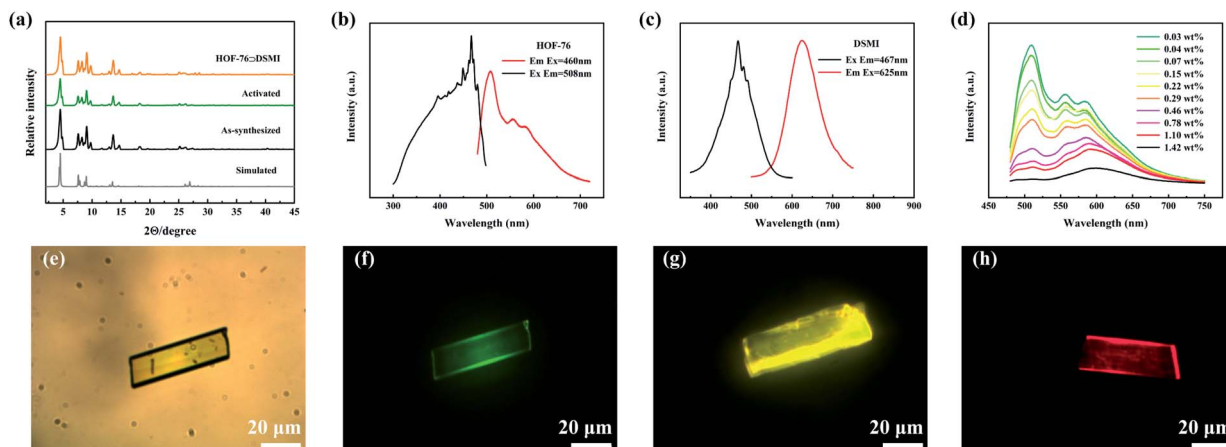 (a)
Relative intensity
HOF-76⊃DSMI
Activated
As-synthesized
Simulated
5 10 15 20 25 30 35 40 45
2Θ/degree
(b)
Intensity (a.u.)
HOF-76
Em Ex=460nm
Ex Em=508nm
300 400 500 600 700
Wavelength (nm)
(c)
Intensity (a.u.)
DSMI
Ex Em=467nm
Em Ex=625nm
400 500 600 700 800 900
Wavelength (nm)
(d)
Intensity (a.u.)
0.03 wt%
0.04 wt%
0.07 wt%
0.15 wt%
0.22 wt%
0.29 wt%
0.46 wt%
0.78 wt%
1.10 wt%
1.42 wt%
450 500 550 600 650 700 750
Wavelength (nm)
(e)
20 μm
(f)
20 μm
(g)
20 μm
(h)
20 μm